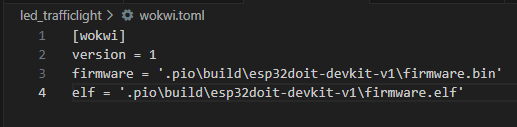 led_trafficlight > wokwi.toml
1 [wokwi]
2 version = 1
3 firmware = '.pio\build\esp32doit-devkit-v1\firmware.bin'
4 elf = '.pio\build\esp32doit-devkit-v1\firmware.elf'